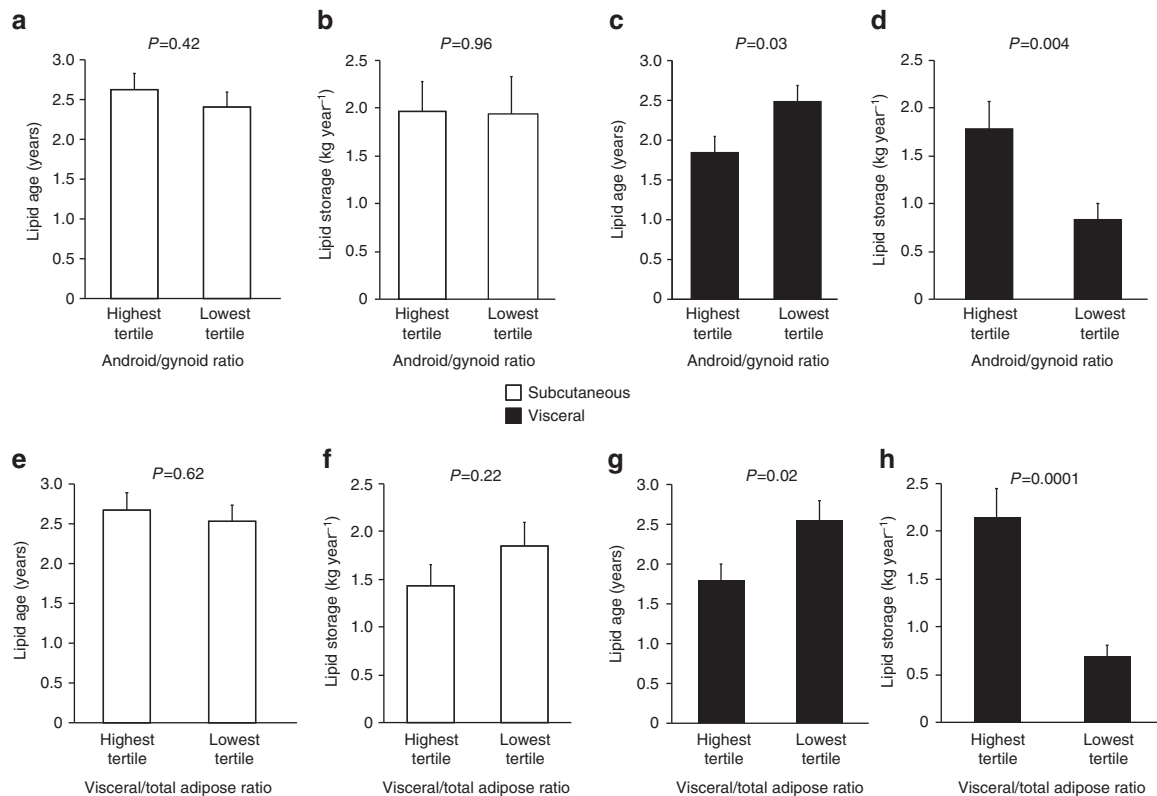 a
P=0.42
Lipid age (years)
3.0
2.5
2.0
1.5
1.0
0.5
0
Highest tertile
Lowest tertile
Android/gynoid ratio
b
P=0.96
Lipid storage (kg year⁻¹)
2.5
2.0
1.5
1.0
0.5
0
Highest tertile
Lowest tertile
Android/gynoid ratio
c
P=0.03
Lipid age (years)
3.0
2.5
2.0
1.5
1.0
0.5
0
Highest tertile
Lowest tertile
Android/gynoid ratio
d
P=0.004
Lipid storage (kg year⁻¹)
2.5
2.0
1.5
1.0
0.5
0
Highest tertile
Lowest tertile
Android/gynoid ratio
Subcutaneous
Visceral
e
P=0.62
Lipid age (years)
3.0
2.5
2.0
1.5
1.0
0.5
0
Highest tertile
Lowest tertile
Visceral/total adipose ratio
f
P=0.22
Lipid storage (kg year⁻¹)
2.5
2.0
1.5
1.0
0.5
0
Highest tertile
Lowest tertile
Visceral/total adipose ratio
g
P=0.02
Lipid age (years)
3.0
2.5
2.0
1.5
1.0
0.5
0
Highest tertile
Lowest tertile
Visceral/total adipose ratio
h
P=0.0001
Lipid storage (kg year⁻¹)
2.5
2.0
1.5
1.0
0.5
0
Highest tertile
Lowest tertile
Visceral/total adipose ratio